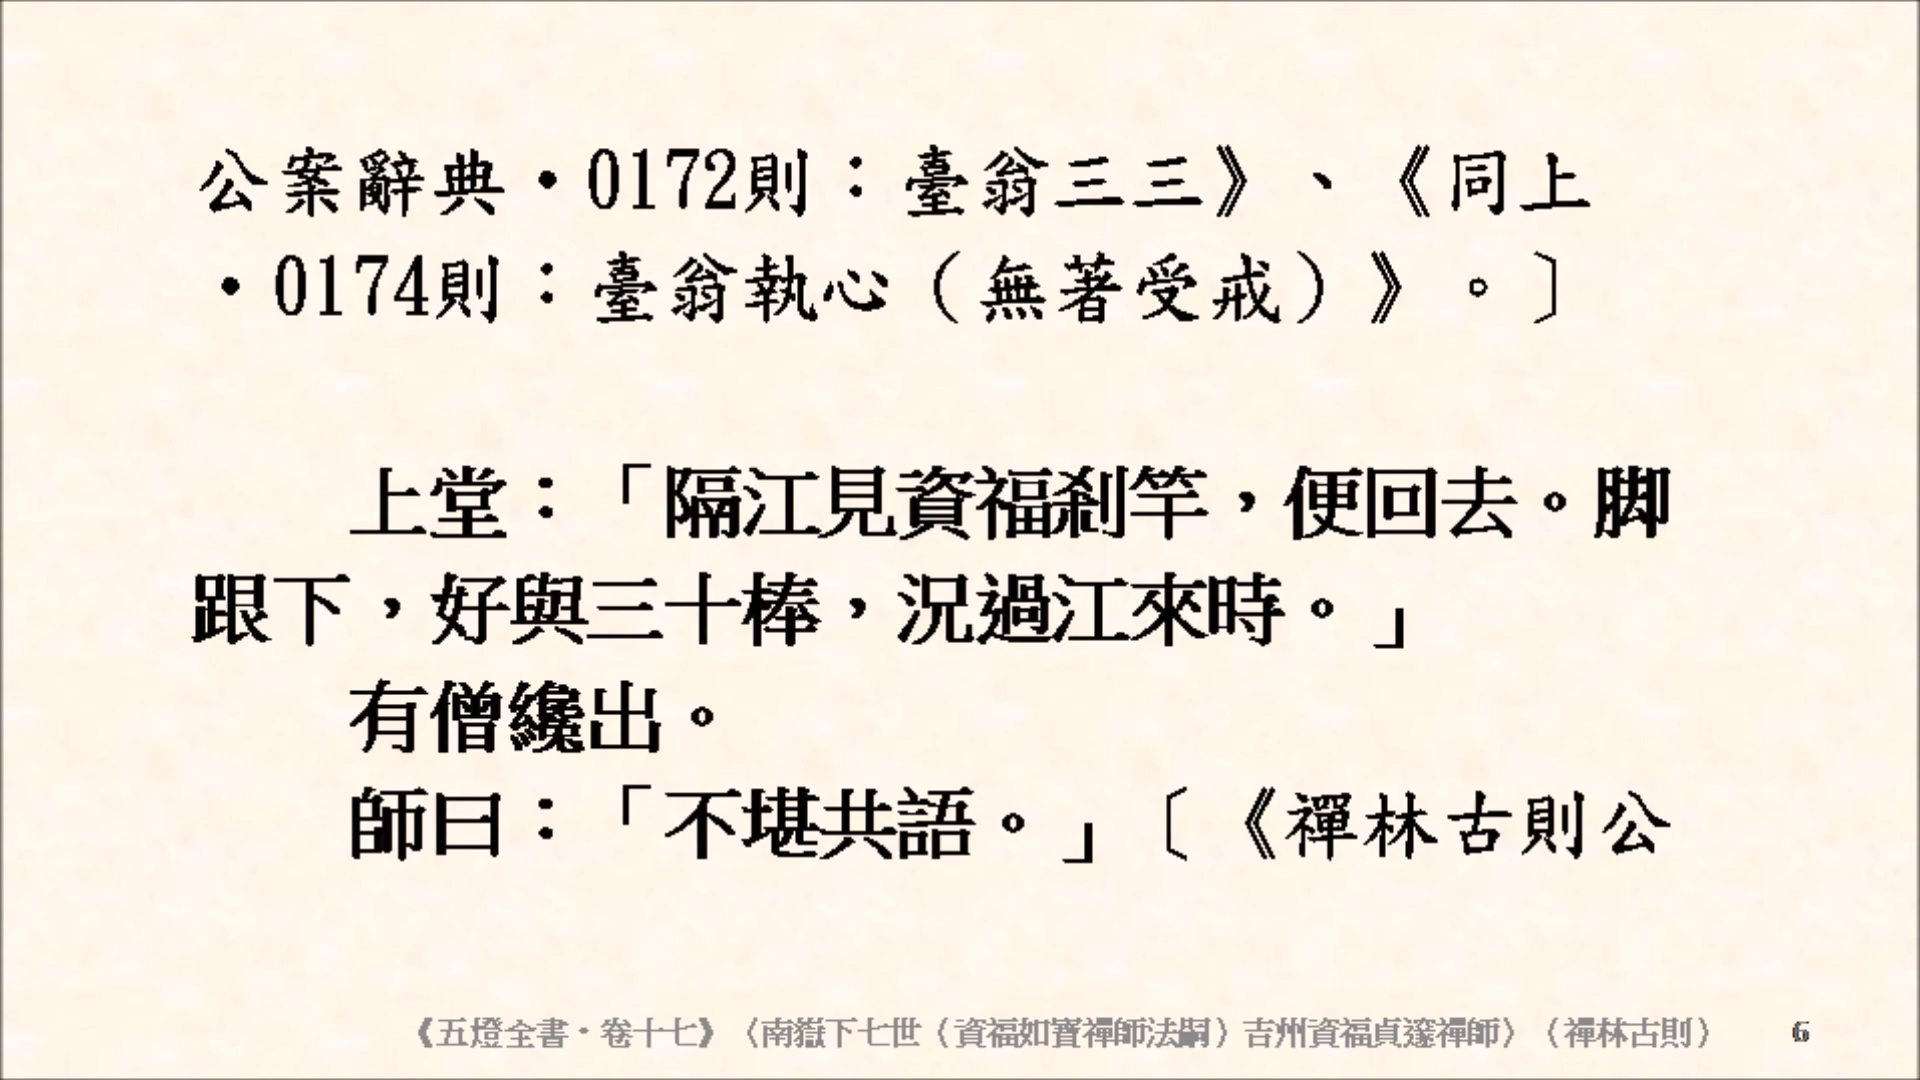 公案辭典・0172則：臺翁三三》、《同上
・0174則：臺翁執心（無著受戒）》。〕
上堂：「隔江見資福剎竿，便回去。脚
跟下，好與三十棒，況過江來時。」
有僧纔出。
師曰：「不堪共語。」〔《禪林古則公
《五燈全書・卷十七》〈南嶽下七世（資福如寶禪師法嗣）吉州資福貞邃禪師〉（禪林古則） 6